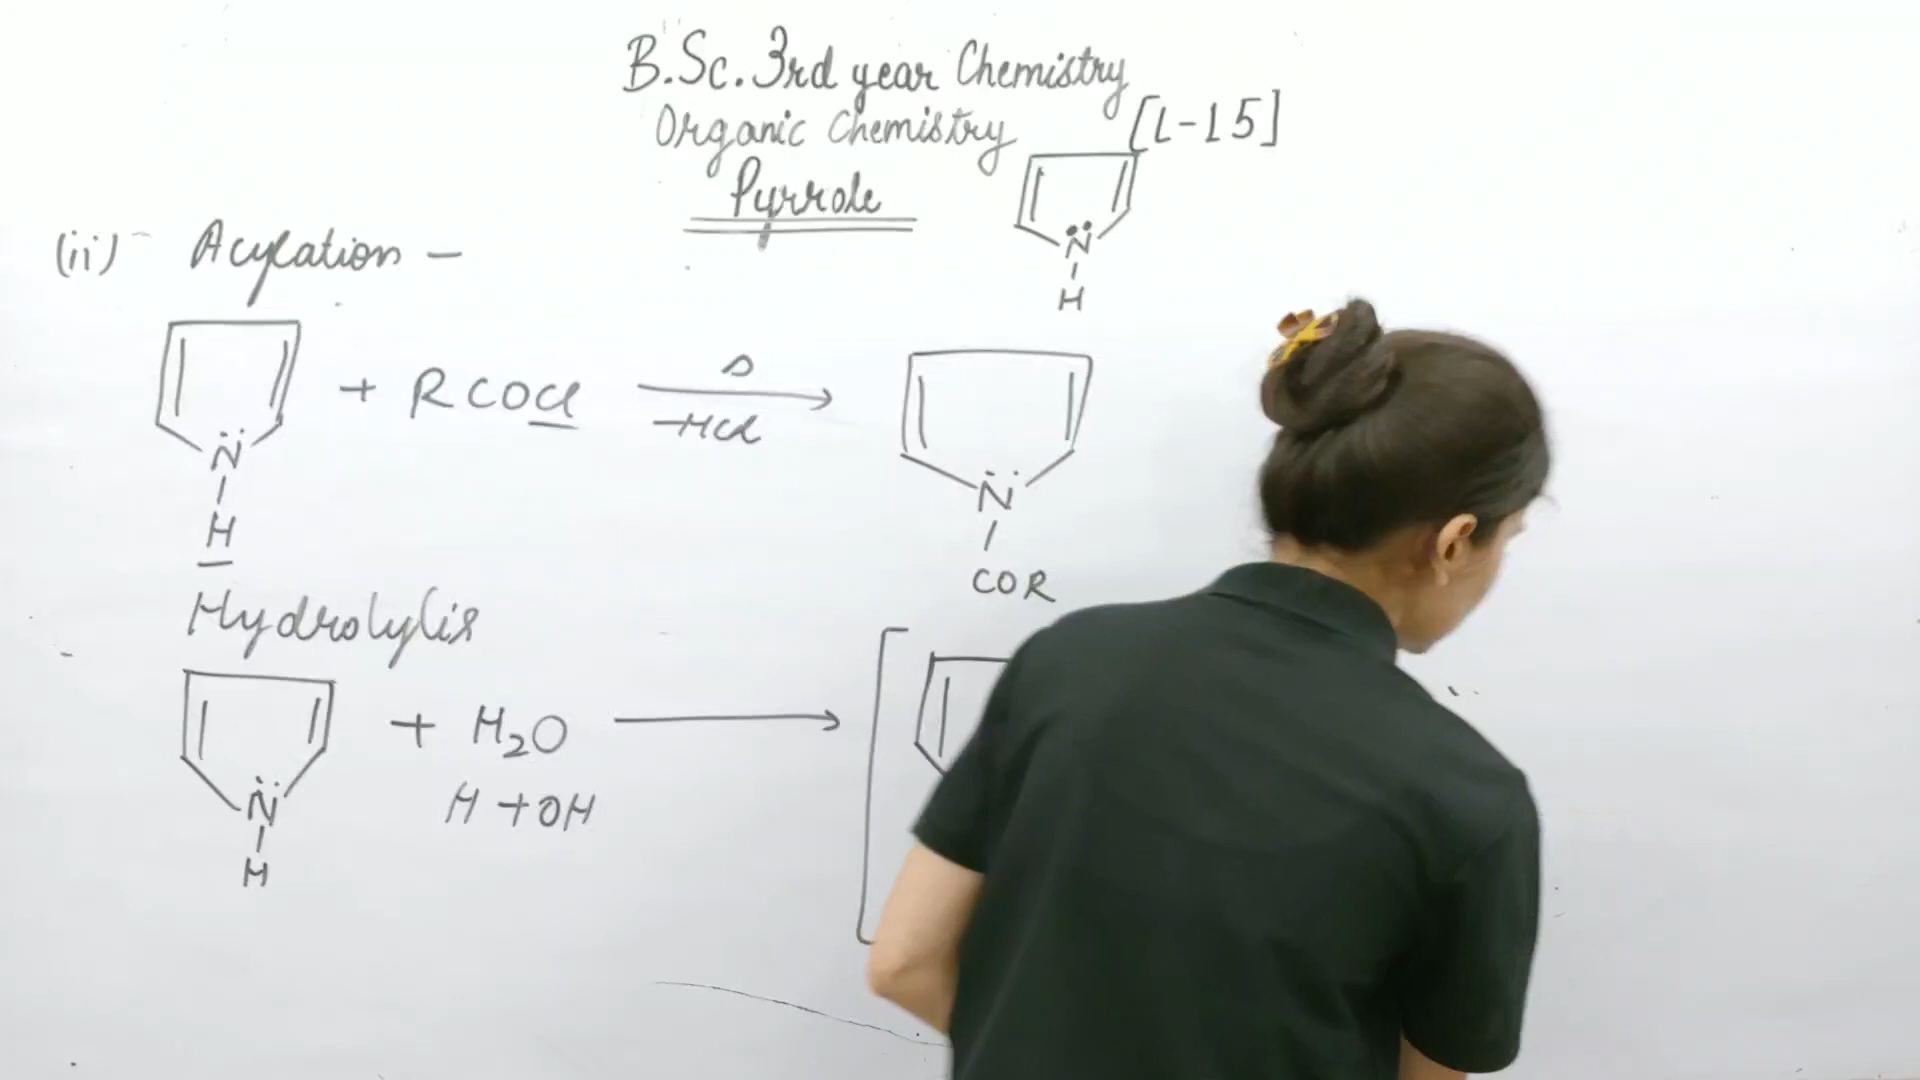 B.Sc. 3rd year Chemistry
Organic Chemistry [L-15]
Pyrrole
N
H
(ii) Acylation -
+ RCOCl Δ
-HCl
N
H
N
COR
Hydrolysis
+ H₂O
H + OH
N
H